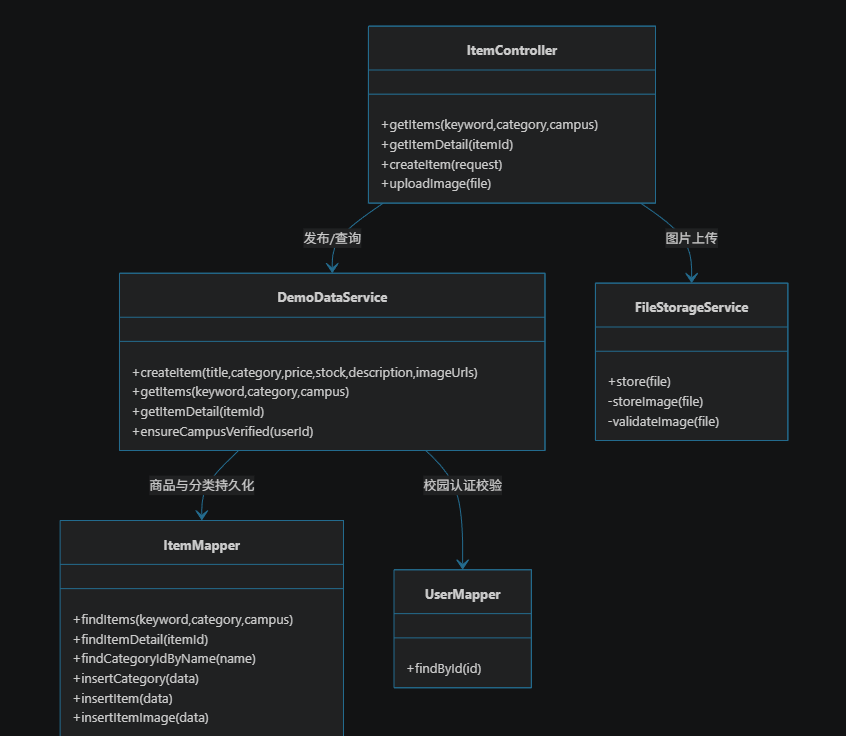 ItemController
+getItems(keyword,category,campus)
+getItemDetail(itemId)
+createItem(request)
+uploadImage(file)
发布/查询
图片上传
DemoDataService
+createItem(title,category,price,stock,description,imageUrls)
+getItems(keyword,category,campus)
+getItemDetail(itemId)
+ensureCampusVerified(userId)
FileStorageService
+store(file)
-storeImage(file)
-validateImage(file)
商品与分类持久化
校园认证校验
ItemMapper
+findItems(keyword,category,campus)
+findItemDetail(itemId)
+findCategoryIdByName(name)
+insertCategory(data)
+insertItem(data)
+insertItemImage(data)
UserMapper
+findById(id)